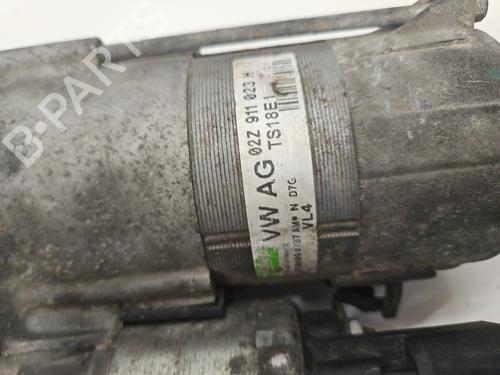 B-PARTS
VW AG 02Z 911 023 H
TS18E1
N D7G
VL4